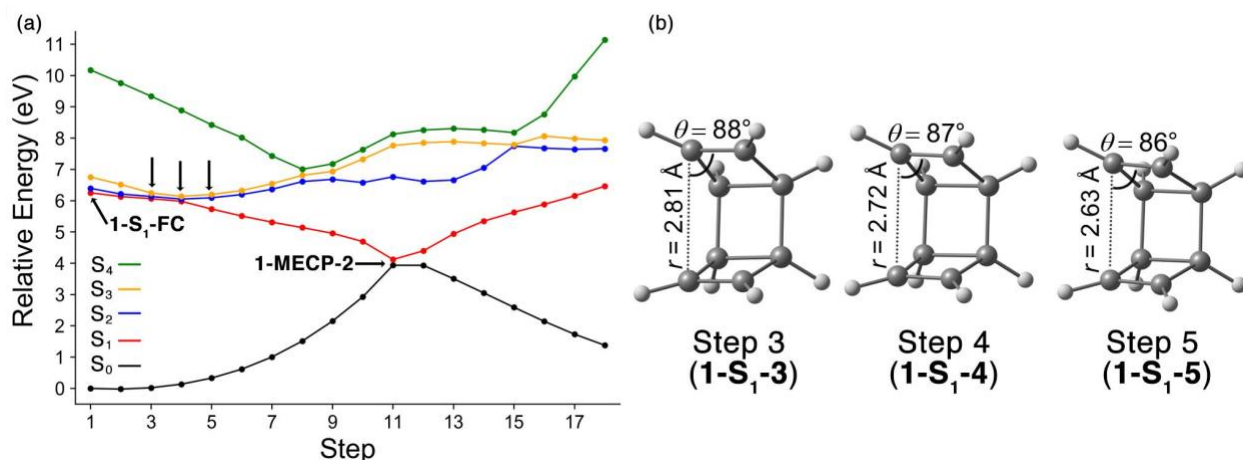 (a)
Relative Energy (eV)
11
10
9
8
7
6
5
4
3
2
1
0
1-S₁-FC
1-MECP-2
S₄
S₃
S₂
S₁
S₀
1 3 5 7 9 11 13 15 17
Step
(b)
θ = 88°
r = 2.81 Å
Step 3
(1-S₁-3)
θ = 87°
r = 2.72 Å
Step 4
(1-S₁-4)
θ = 86°
r = 2.63 Å
Step 5
(1-S₁-5)